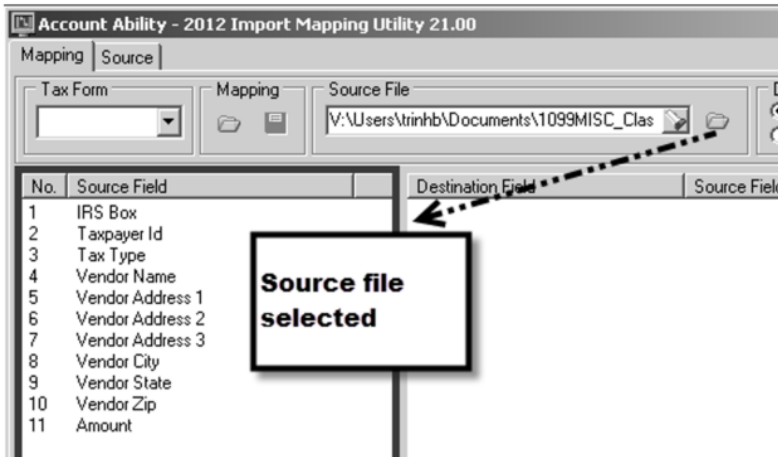 Account Ability - 2012 Import Mapping Utility 21.00
Mapping Source
Tax Form Mapping Source File
V:\Users\trinhb\Documents\1099MISC_Clas
No. Source Field Destination Field Source Field
1 IRS Box
2 Taxpayer Id
3 Tax Type
4 Vendor Name
5 Vendor Address 1
6 Vendor Address 2
7 Vendor Address 3
8 Vendor City
9 Vendor State
10 Vendor Zip
11 Amount
Source file
selected